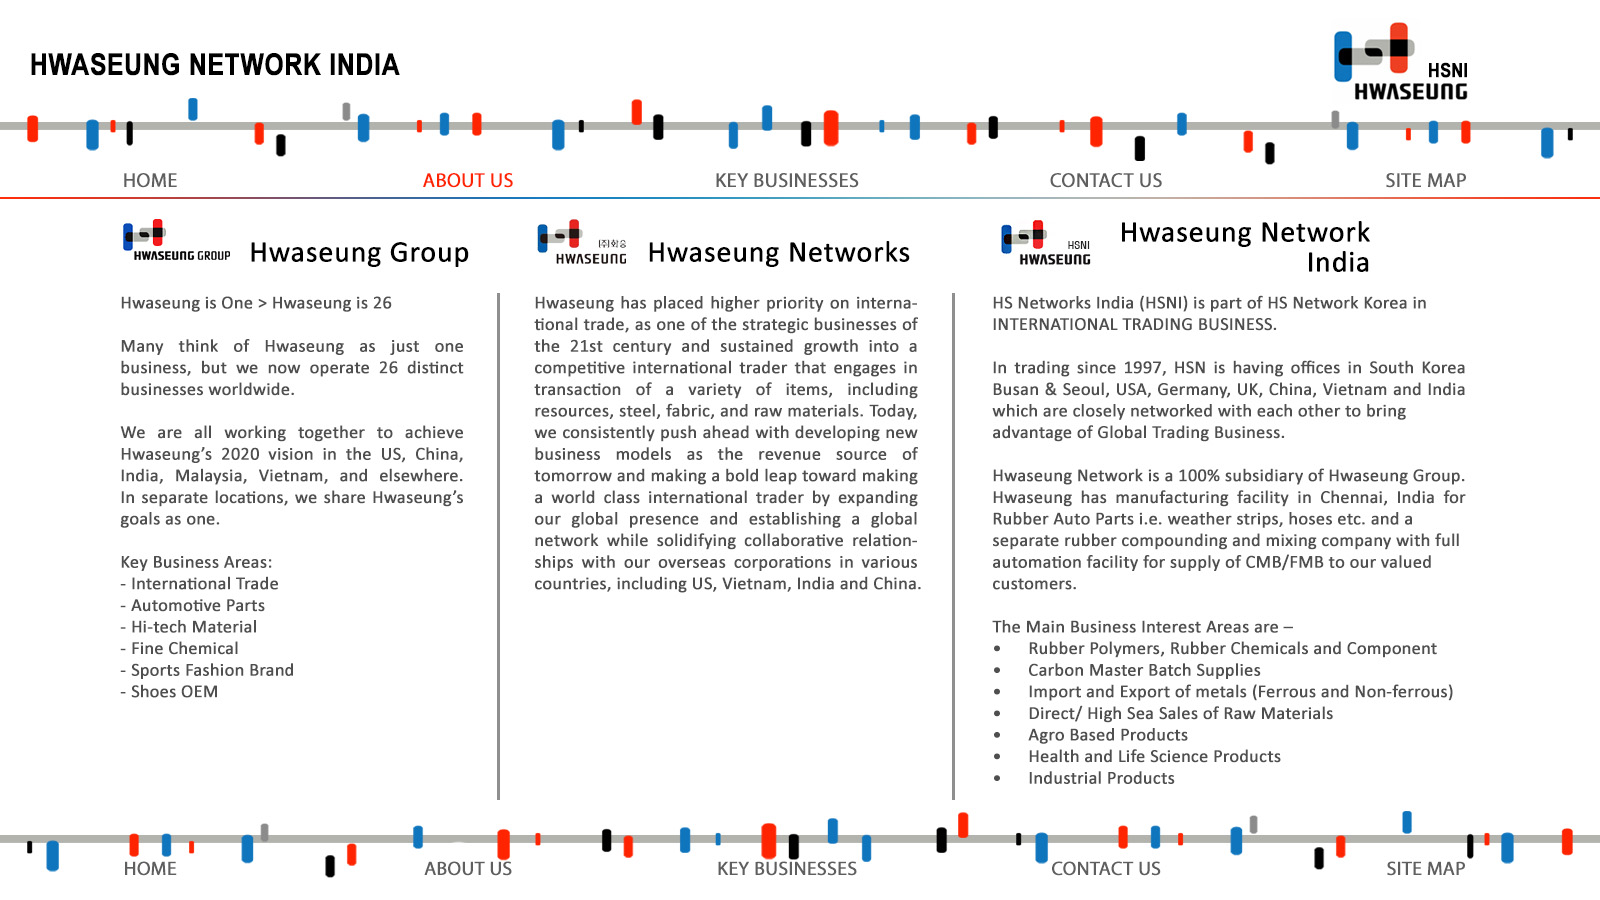 HWASEUNG NETWORK INDIA
HSNI
HWASEUNG
HOME
ABOUT US
KEY BUSINESSES
CONTACT US
SITE MAP
HWASEUNG GROUP
Hwaseung Group
Hwaseung is One > Hwaseung is 26
Many think of Hwaseung as just one
business, but we now operate 26 distinct
businesses worldwide.
We are all working together to achieve
Hwaseung’s 2020 vision in the US, China,
India, Malaysia, Vietnam, and elsewhere.
In separate locations, we share Hwaseung’s
goals as one.
Key Business Areas:
- International Trade
- Automotive Parts
- Hi-tech Material
- Fine Chemical
- Sports Fashion Brand
- Shoes OEM
(주)화승
HWASEUNG
Hwaseung Networks
Hwaseung has placed higher priority on interna-
tional trade, as one of the strategic businesses of
the 21st century and sustained growth into a
competitive international trader that engages in
transaction of a variety of items, including
resources, steel, fabric, and raw materials. Today,
we consistently push ahead with developing new
business models as the revenue source of
tomorrow and making a bold leap toward making
a world class international trader by expanding
our global presence and establishing a global
network while solidifying collaborative relation-
ships with our overseas corporations in various
countries, including US, Vietnam, India and China.
HSNI
HWASEUNG
Hwaseung Network
India
HS Networks India (HSNI) is part of HS Network Korea in
INTERNATIONAL TRADING BUSINESS.
In trading since 1997, HSN is having offices in South Korea
Busan & Seoul, USA, Germany, UK, China, Vietnam and India
which are closely networked with each other to bring
advantage of Global Trading Business.
Hwaseung Network is a 100% subsidiary of Hwaseung Group.
Hwaseung has manufacturing facility in Chennai, India for
Rubber Auto Parts i.e. weather strips, hoses etc. and a
separate rubber compounding and mixing company with full
automation facility for supply of CMB/FMB to our valued
customers.
The Main Business Interest Areas are –
• Rubber Polymers, Rubber Chemicals and Component
• Carbon Master Batch Supplies
• Import and Export of metals (Ferrous and Non-ferrous)
• Direct/ High Sea Sales of Raw Materials
• Agro Based Products
• Health and Life Science Products
• Industrial Products
HOME
ABOUT US
KEY BUSINESSES
CONTACT US
SITE MAP